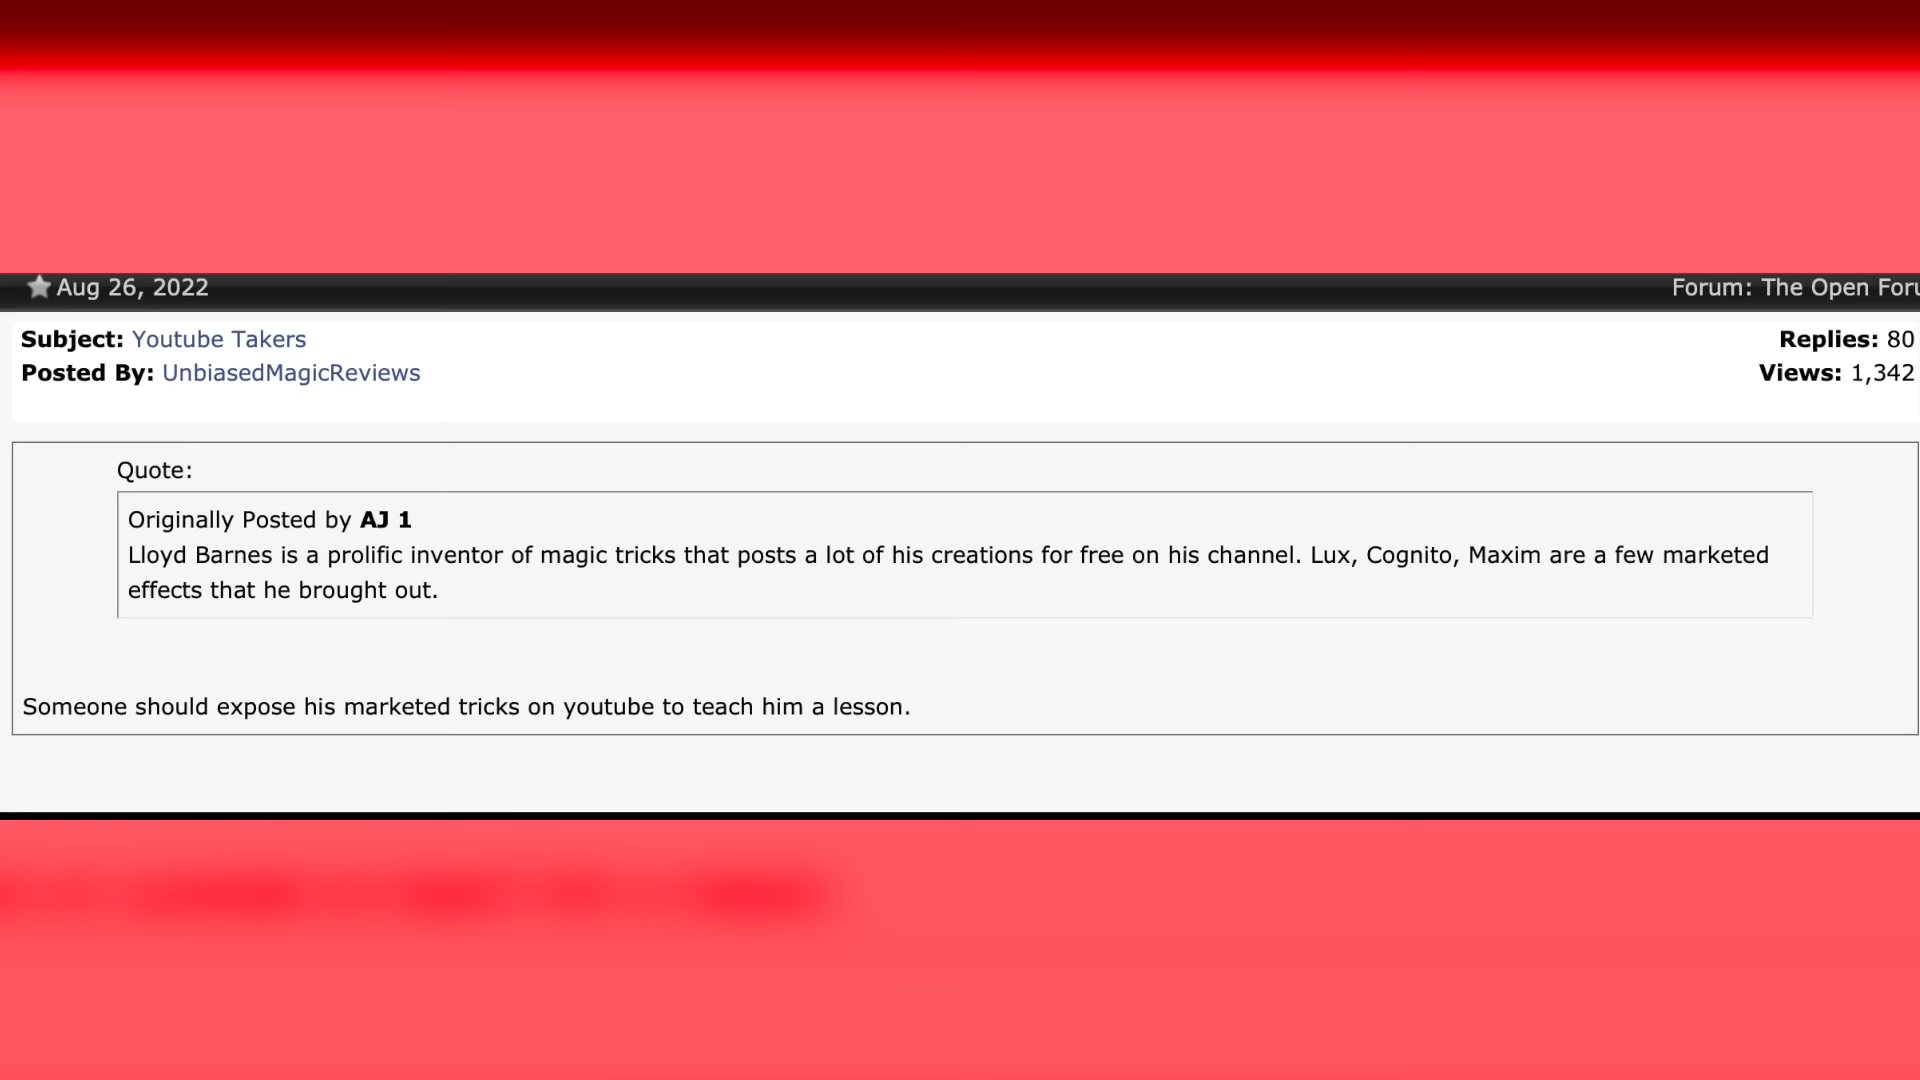 Aug 26, 2022
Forum: The Open Foru
Subject: Youtube Takers
Replies: 80
Posted By: UnbiasedMagicReviews
Views: 1,342
Quote:
Originally Posted by AJ 1
Lloyd Barnes is a prolific inventor of magic tricks that posts a lot of his creations for free on his channel. Lux, Cognito, Maxim are a few marketed
effects that he brought out.
Someone should expose his marketed tricks on youtube to teach him a lesson.